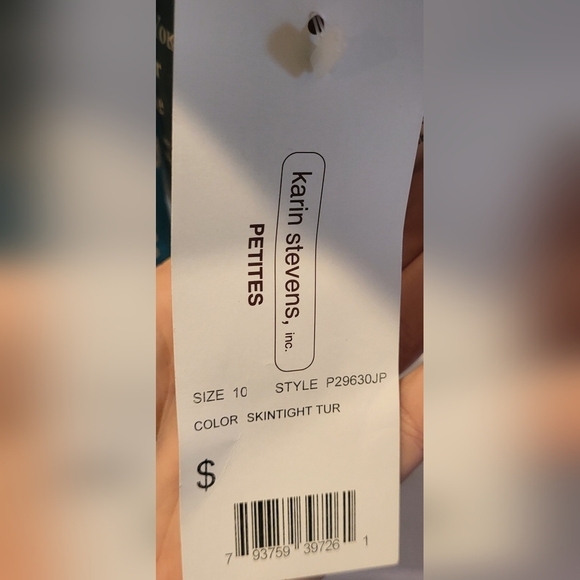 karin stevens, inc.
PETITES
SIZE 10 STYLE P29630JP
COLOR SKINTIGHT TUR
$
7 93759 39726 1